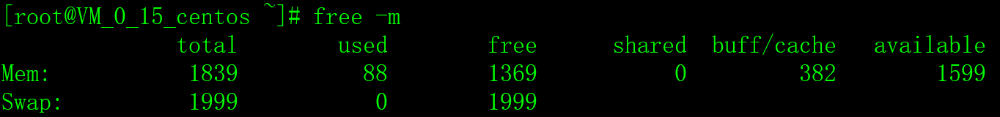 [root@VM_0_15_centos ~]# free -m
total used free shared buff/cache available
Mem: 1839 88 1369 0 382 1599
Swap: 1999 0 1999